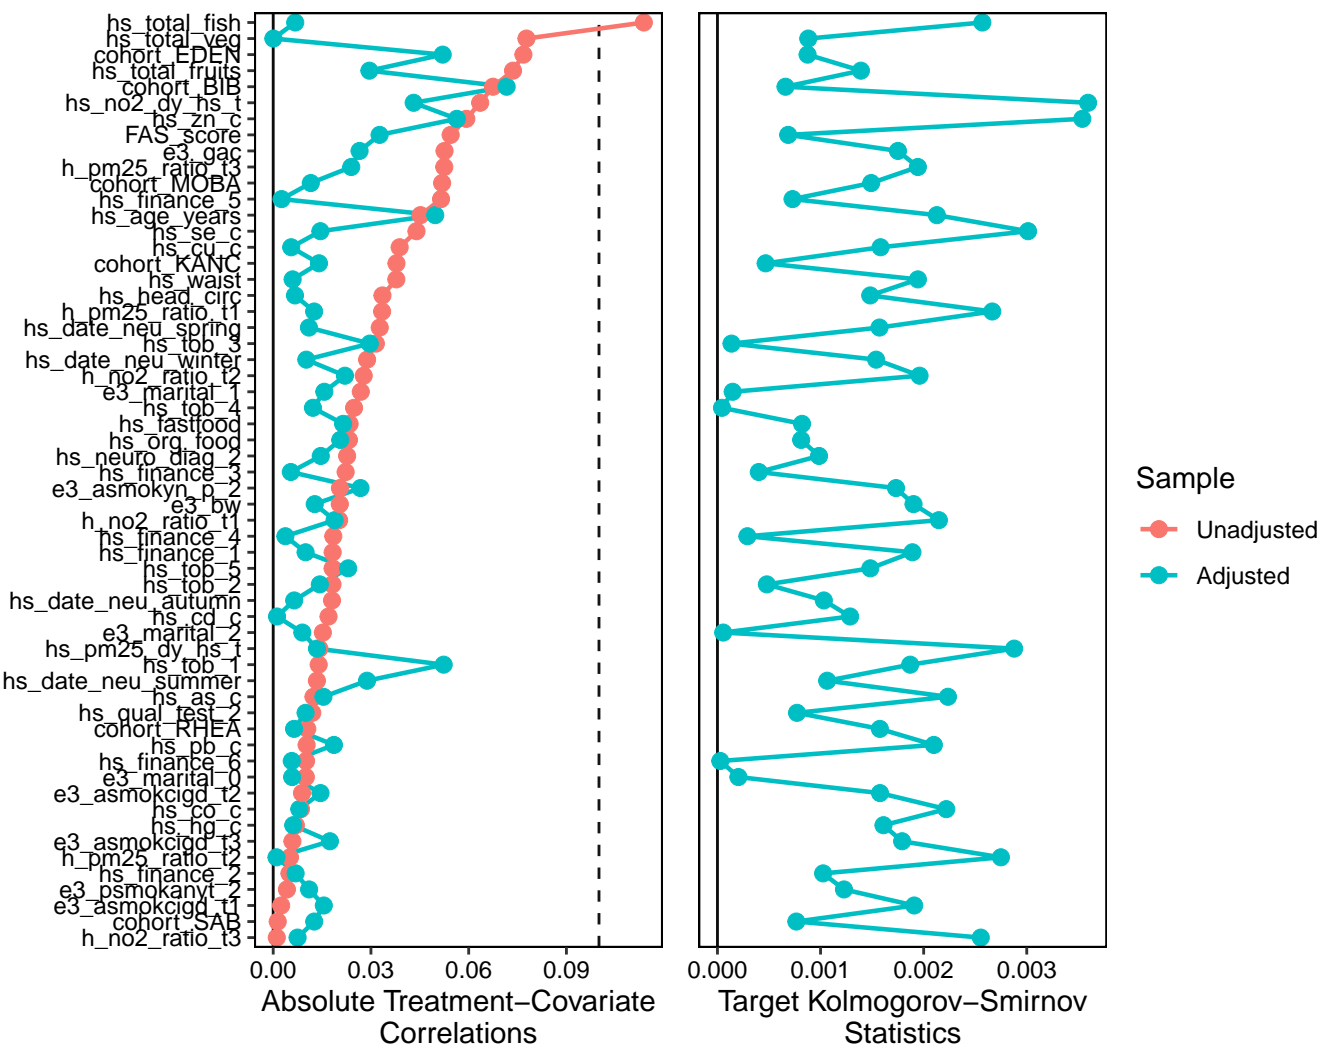 hs_total_fish
hs_total_veg
cohort_EDEN
hs_total_fruits
cohort_BIB
hs_no2_dy_hs_t
hs_zn_c
FAS_score
e3_gac
h_pm25_ratio_t3
cohort_MOBA
hs_finance_5
hs_age_years
hs_se_c
hs_cu_c
cohort_KANC
hs_waist
hs_head_circ
h_pm25_ratio_t1
hs_date_neu_spring
hs_tob_3
hs_date_neu_winter
h_no2_ratio_t2
e3_marital_1
hs_tob_4
hs_fastfood
hs_org_food
hs_neuro_diag_2
hs_finance_3
e3_asmokyn_p_2
e3_bw
h_no2_ratio_t1
hs_finance_4
hs_finance_1
hs_tob_5
hs_tob_2
hs_date_neu_autumn
hs_cd_c
e3_marital_2
hs_pm25_dy_hs_t
hs_tob_1
hs_date_neu_summer
hs_as_c
hs_qual_test_2
cohort_RHEA
hs_pb_c
hs_finance_6
e3_marital_0
e3_asmokcigd_t2
hs_co_c
hs_hg_c
e3_asmokcigd_t3
h_pm25_ratio_t2
hs_finance_2
e3_psmokanyt_2
e3_asmokcigd_t1
cohort_SAB
h_no2_ratio_t3
0.00 0.03 0.06 0.09
Absolute Treatment−Covariate
Correlations
0.000 0.001 0.002 0.003
Target Kolmogorov−Smirnov
Statistics
Sample
Unadjusted
Adjusted